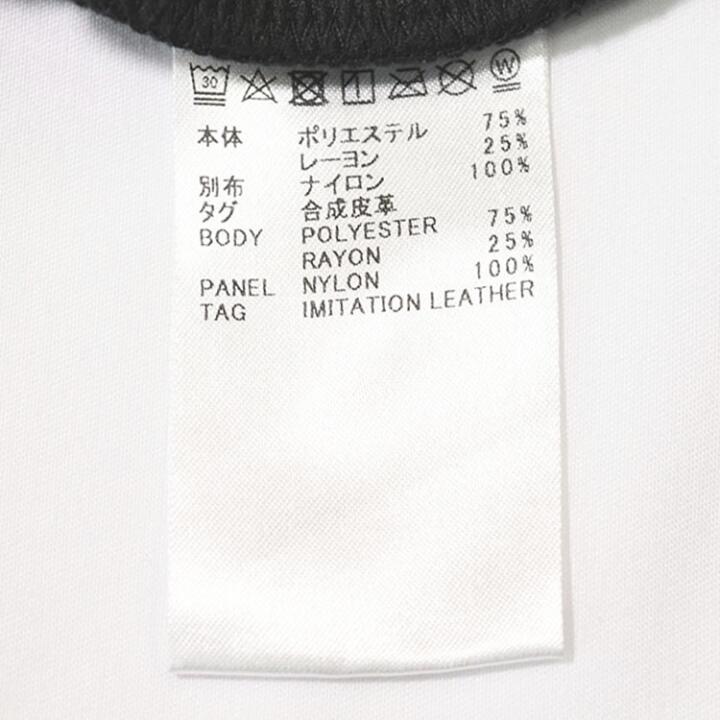 30 W
本体 ポリエステル 75%
レーヨン 25%
別布 ナイロン 100%
タグ 合成皮革
BODY POLYESTER 75%
RAYON 25%
PANEL NYLON 100%
TAG IMITATION LEATHER